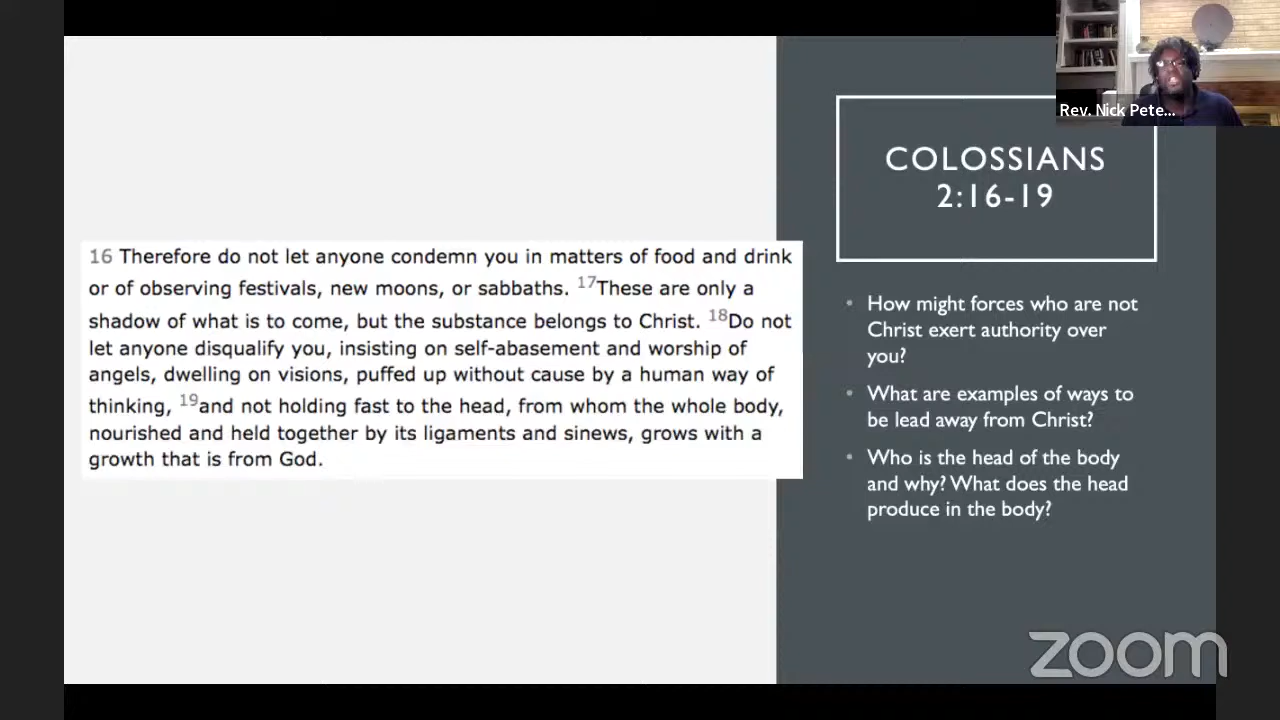 Rev. Nick Pete...
COLOSSIANS
2:16-19
16 Therefore do not let anyone condemn you in matters of food and drink
or of observing festivals, new moons, or sabbaths. 17These are only a
shadow of what is to come, but the substance belongs to Christ. 18Do not
let anyone disqualify you, insisting on self-abasement and worship of
angels, dwelling on visions, puffed up without cause by a human way of
thinking, 19and not holding fast to the head, from whom the whole body,
nourished and held together by its ligaments and sinews, grows with a
growth that is from God.
• How might forces who are not
Christ exert authority over
you?
• What are examples of ways to
be lead away from Christ?
• Who is the head of the body
and why? What does the head
produce in the body?
zoom